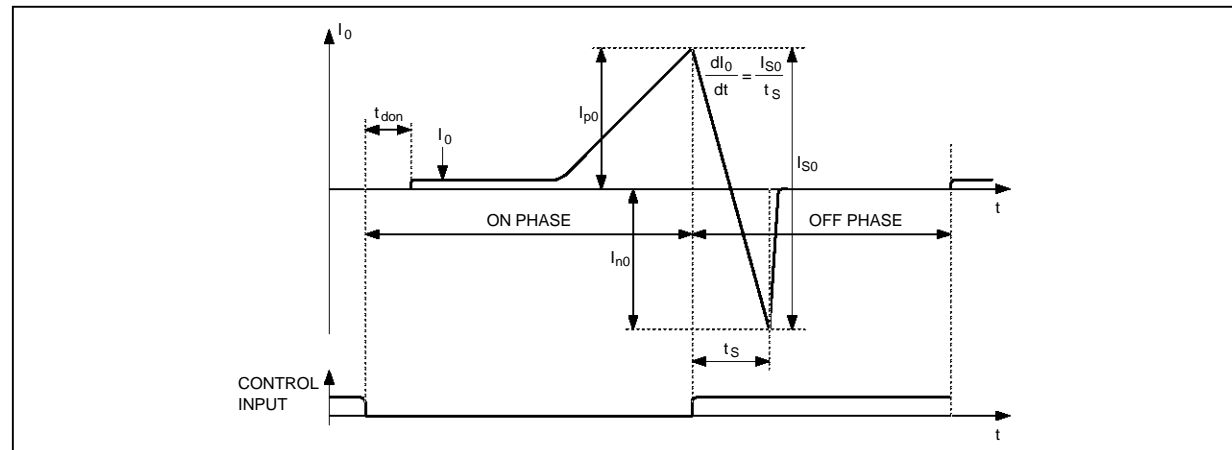 I0
dI0 / dt = IS0 / tS
Ip0
tdon
I0
IS0
t
ON PHASE
OFF PHASE
In0
tS
CONTROL
INPUT
t